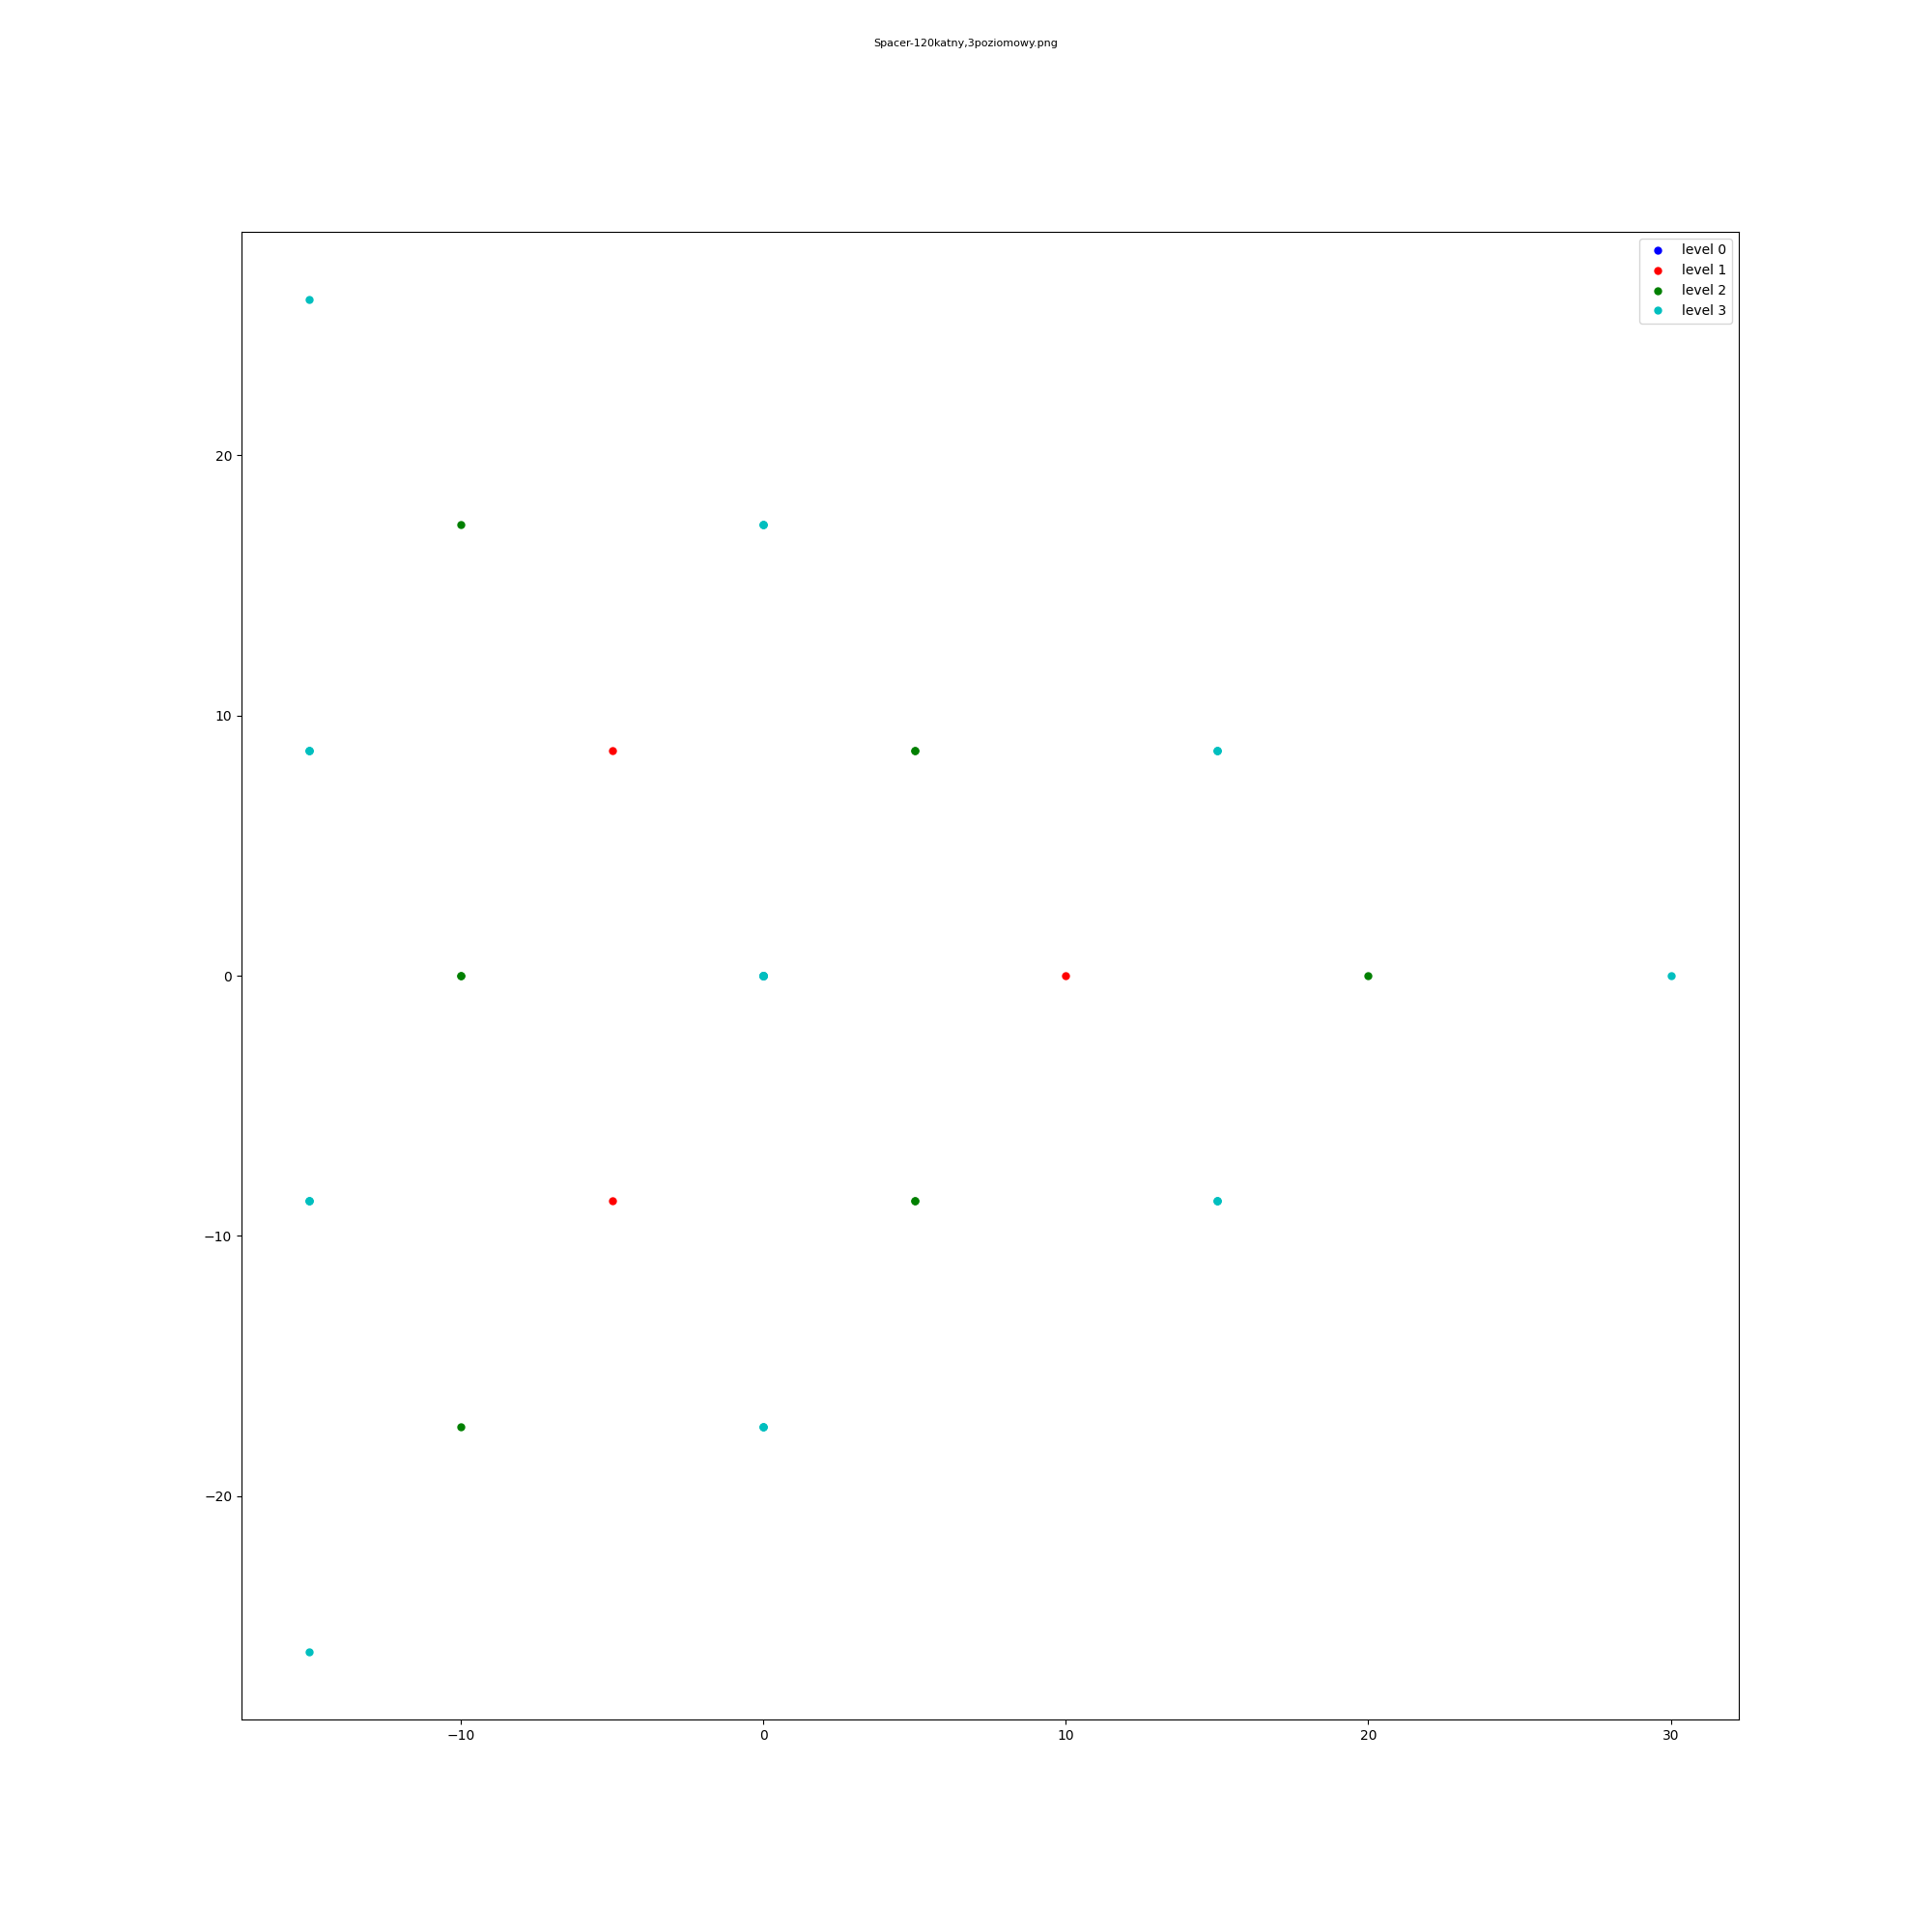 Spacer-120katny,3poziomowy.png
level 0
level 1
level 2
level 3
20
10
0
−10
−20
−10 0 10 20 30